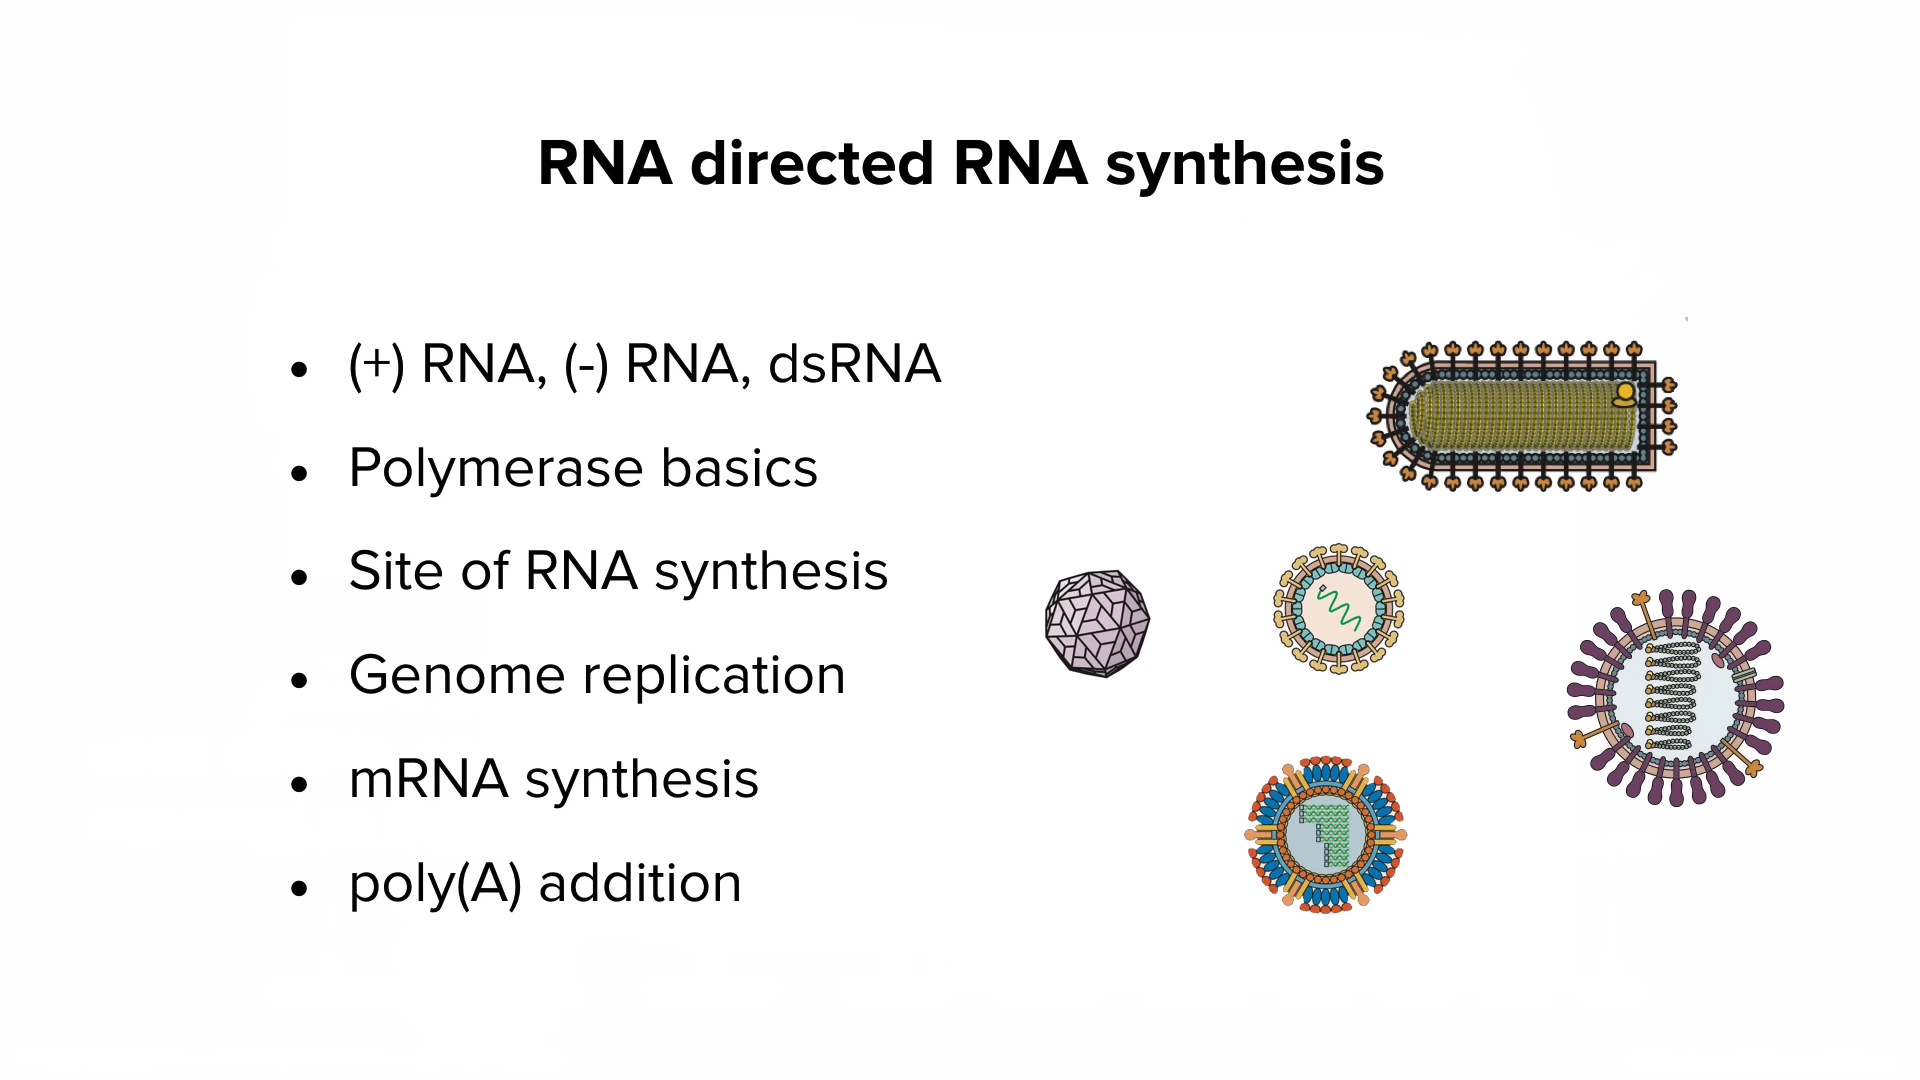 RNA directed RNA synthesis
• (+) RNA, (-) RNA, dsRNA
• Polymerase basics
• Site of RNA synthesis
• Genome replication
• mRNA synthesis
• poly(A) addition